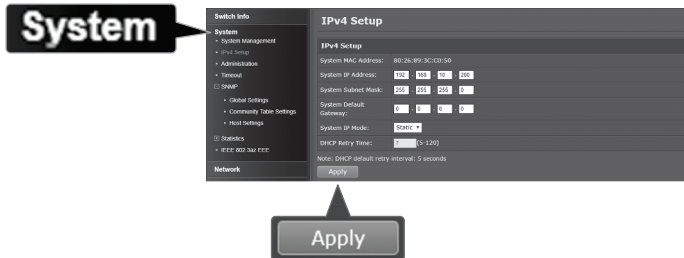 System
Switch Info
System
• System Management
• IPv4 Setup
• Administration
• Timeout
SNMP
• Global Settings
• Community Table Settings
• Host Settings
Statistics
• IEEE 802.3az EEE
Network
IPv4 Setup
IPv4 Setup
System MAC Address: 80:26:89:3C:C0:50
System IP Address: 192 . 168 . 10 . 200
System Subnet Mask: 255 . 255 . 255 . 0
System Default
Gateway: 0 . 0 . 0 . 0
System IP Mode: Static
DHCP Retry Time: 7 (5-120)
Note: DHCP default retry interval: 5 seconds
Apply
Apply